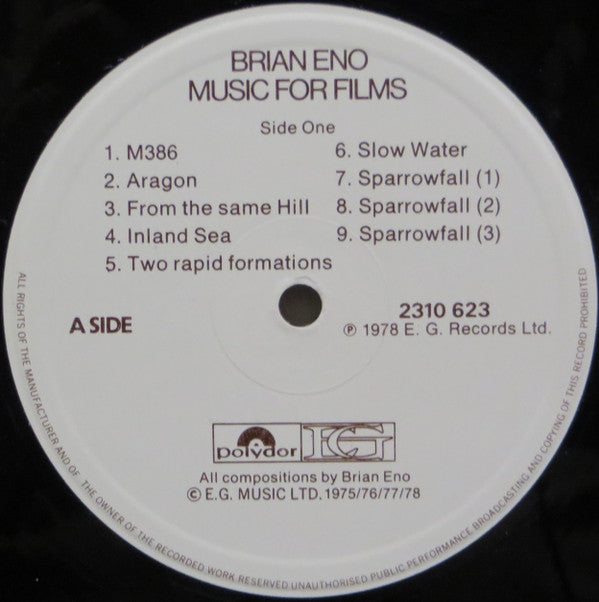 BRIAN ENO
MUSIC FOR FILMS
Side One
1. M386
2. Aragon
3. From the same Hill
4. Inland Sea
5. Two rapid formations
6. Slow Water
7. Sparrowfall (1)
8. Sparrowfall (2)
9. Sparrowfall (3)
A SIDE
2310 623
℗ 1978 E. G. Records Ltd.
polydor
EG
All compositions by Brian Eno
© E.G. MUSIC LTD. 1975/76/77/78
ALL RIGHTS OF THE MANUFACTURER AND OF THE OWNER OF THE RECORDED WORK RESERVED UNAUTHORISED PUBLIC PERFORMANCE BROADCASTING AND COPYING OF THIS RECORD PROHIBITED